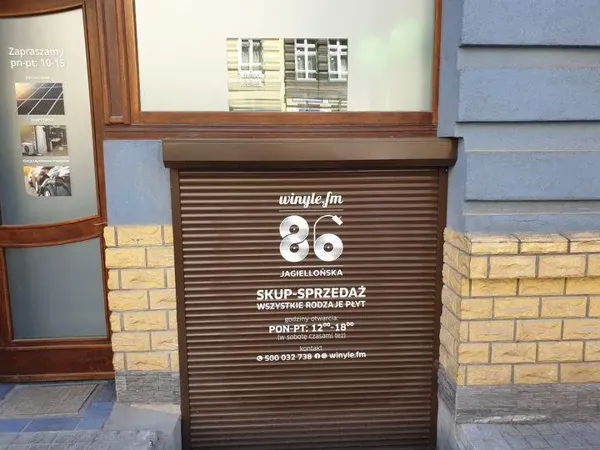 Zapraszamy
pn-pt: 10-15
winyle.fm
86
JAGIELLOŃSKA
SKUP-SPRZEDAŻ
WSZYSTKIE RODZAJE PŁYT
godziny otwarcia:
PON-PT: 12⁰⁰-18⁰⁰
(w sobotę czasami też)
kontakt
500 032 738 winyle.fm